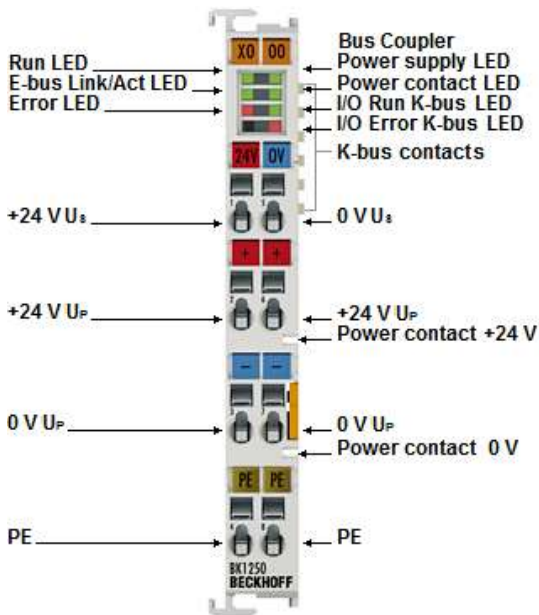 Bus Coupler
Run LED
Power supply LED
E-bus Link/Act LED
Power contact LED
Error LED
I/O Run K-bus LED
I/O Error K-bus LED
K-bus contacts
X0 00
24V 0V
+24 V Us
0 V Us
+ +
+24 V UP
+24 V UP
Power contact +24 V
− −
0 V UP
0 V UP
Power contact 0 V
PE PE
PE
PE
BK1250
BECKHOFF